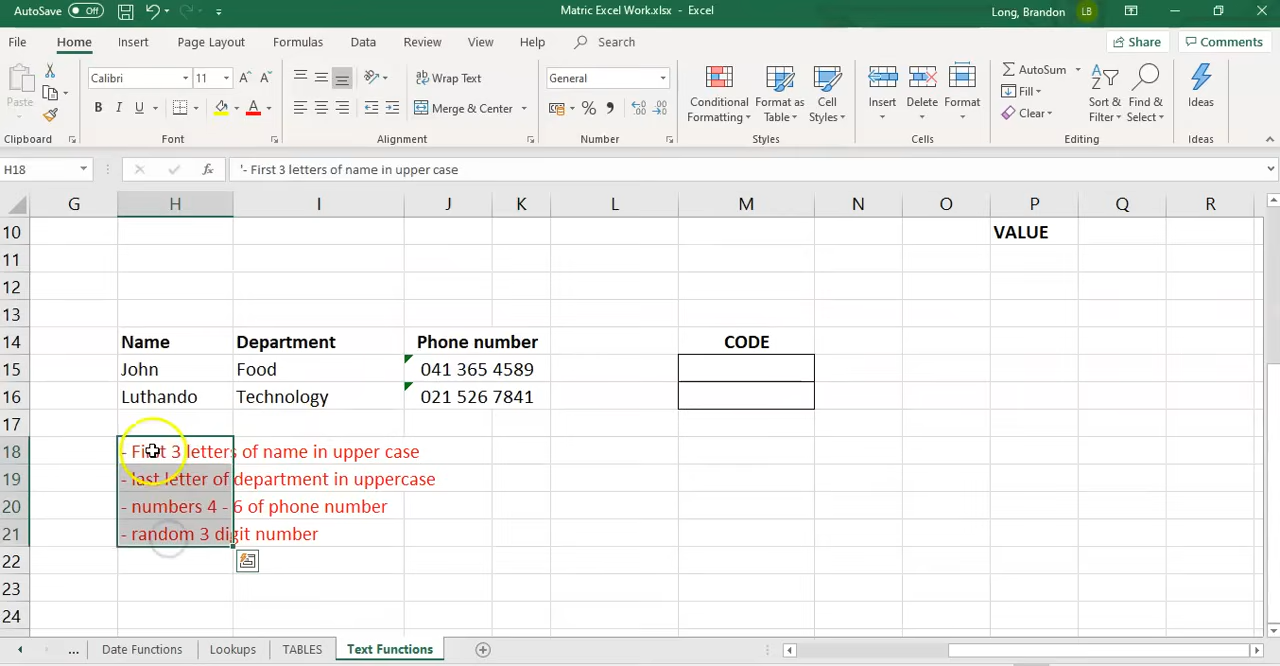 AutoSave Off Matric Excel Work.xlsx - Excel Long, Brandon LB
File Home Insert Page Layout Formulas Data Review View Help Search Share Comments
Paste Calibri 11 Wrap Text General Conditional Formatting Format as Table Cell Styles Insert Delete Format AutoSum Fill Clear Sort & Filter Find & Select Ideas
B I U A Merge & Center % 
Clipboard Font Alignment Number Styles Cells Editing Ideas
H18 fx '- First 3 letters of name in upper case
G H I J K L M N O P Q R
10 VALUE
11
12
13
14 Name Department Phone number CODE
15 John Food 041 365 4589
16 Luthando Technology 021 526 7841
17
18 - First 3 letters of name in upper case
19 - last letter of department in uppercase
20 - numbers 4 - 6 of phone number
21 - random 3 digit number
22
23
24
... Date Functions Lookups TABLES Text Functions